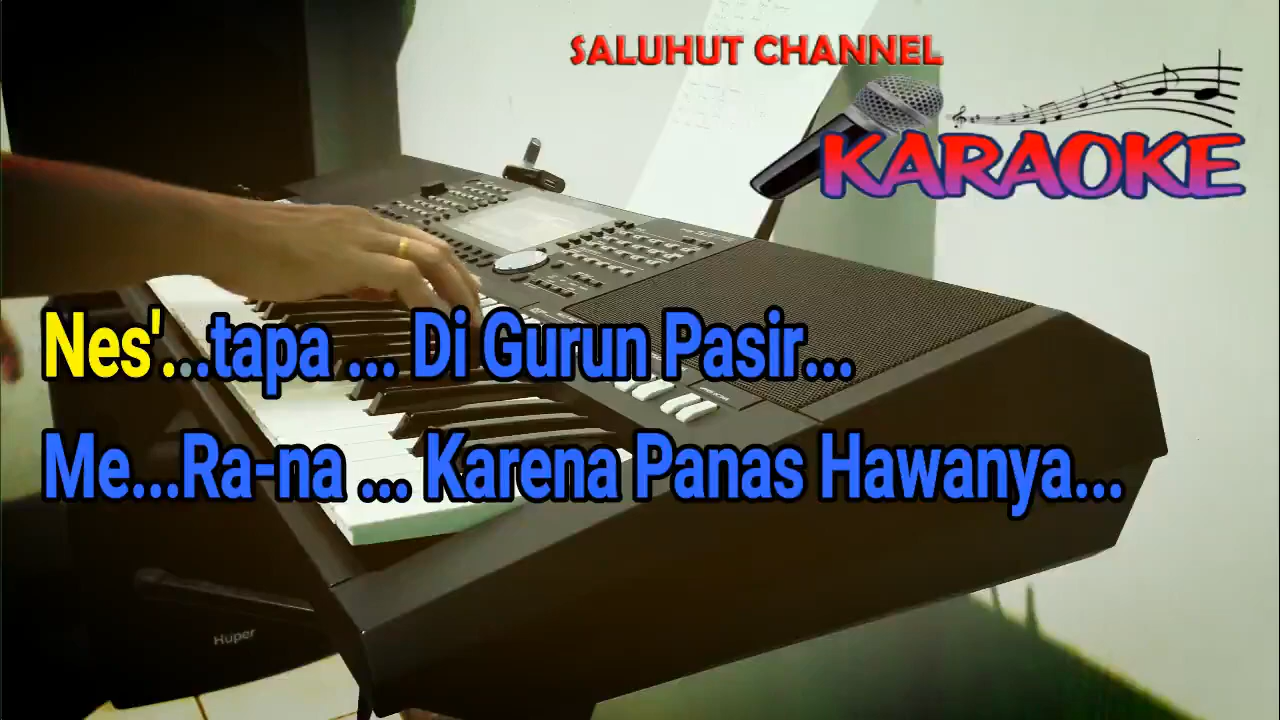 SALUHUT CHANNEL
KARAOKE
Nes'...tapa ... Di Gurun Pasir...
Me...Ra-na ... Karena Panas Hawanya...
Huper